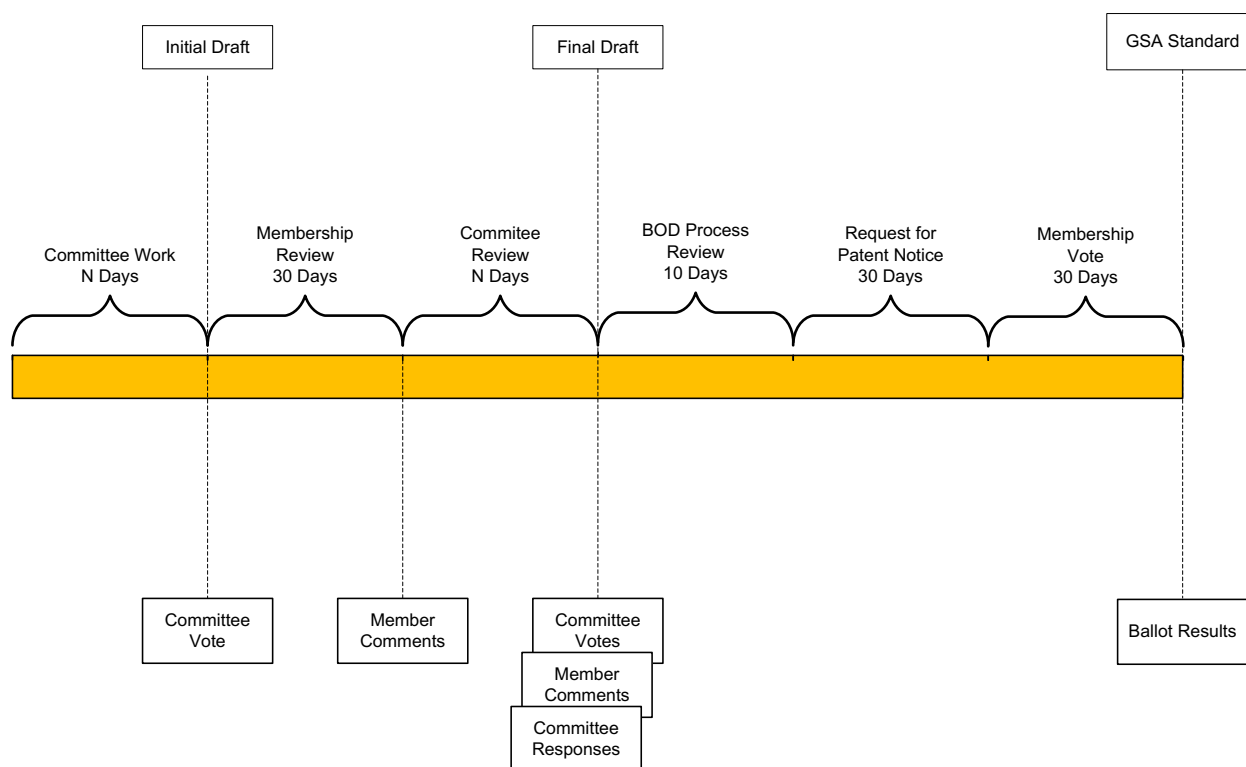 GSA Standard
Initial Draft
Final Draft
Committee Work
N Days
Membership
Review
30 Days
Commitee
Review
N Days
BOD Process
Review
10 Days
Request for
Patent Notice
30 Days
Membership
Vote
30 Days
Committee
Vote
Member
Comments
Committee
Votes
Member
Comments
Committee
Responses
Ballot Results